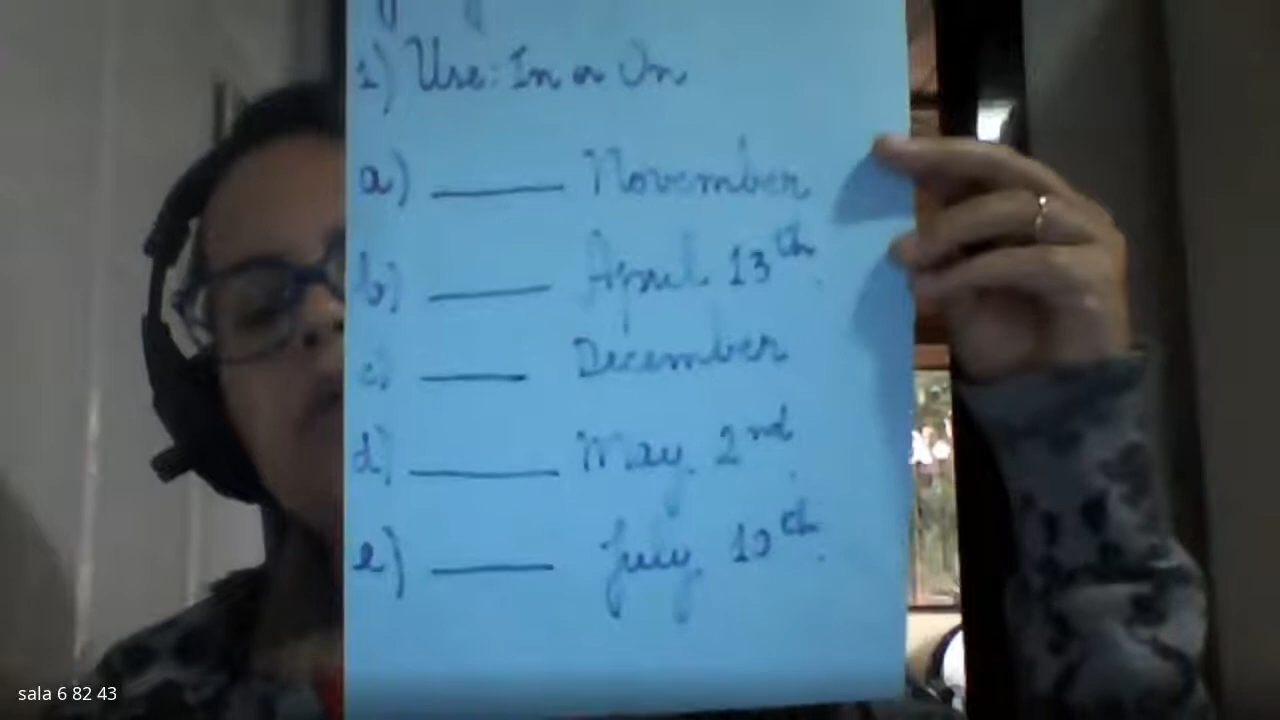 1) Use: In or On
a) ______ November
b) ______ April 13th.
c) ______ December
d) ______ May, 2nd.
e) ______ July, 10th.
sala 6 82 43